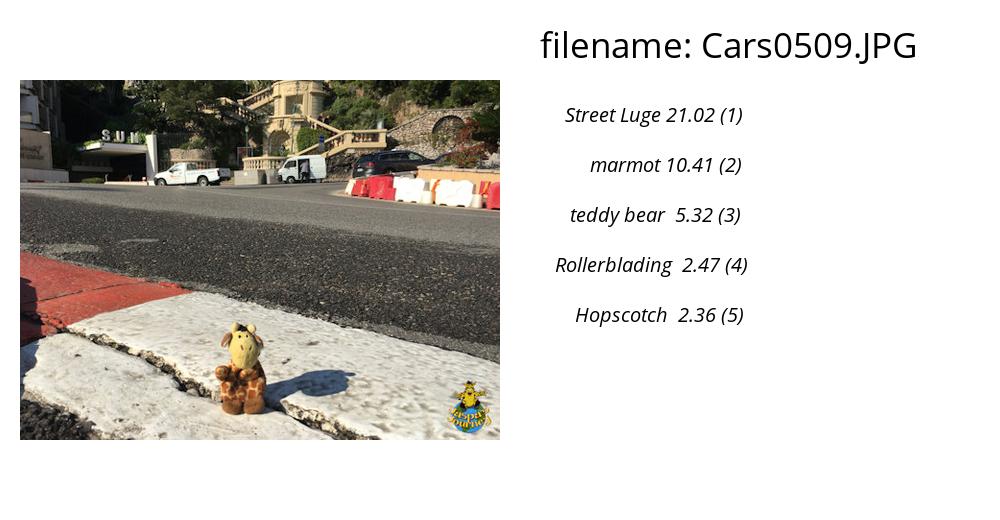 filename: Cars0509.JPG
Street Luge 21.02 (1)
marmot 10.41 (2)
teddy bear 5.32 (3)
Rollerblading 2.47 (4)
Hopscotch 2.36 (5)
SUN